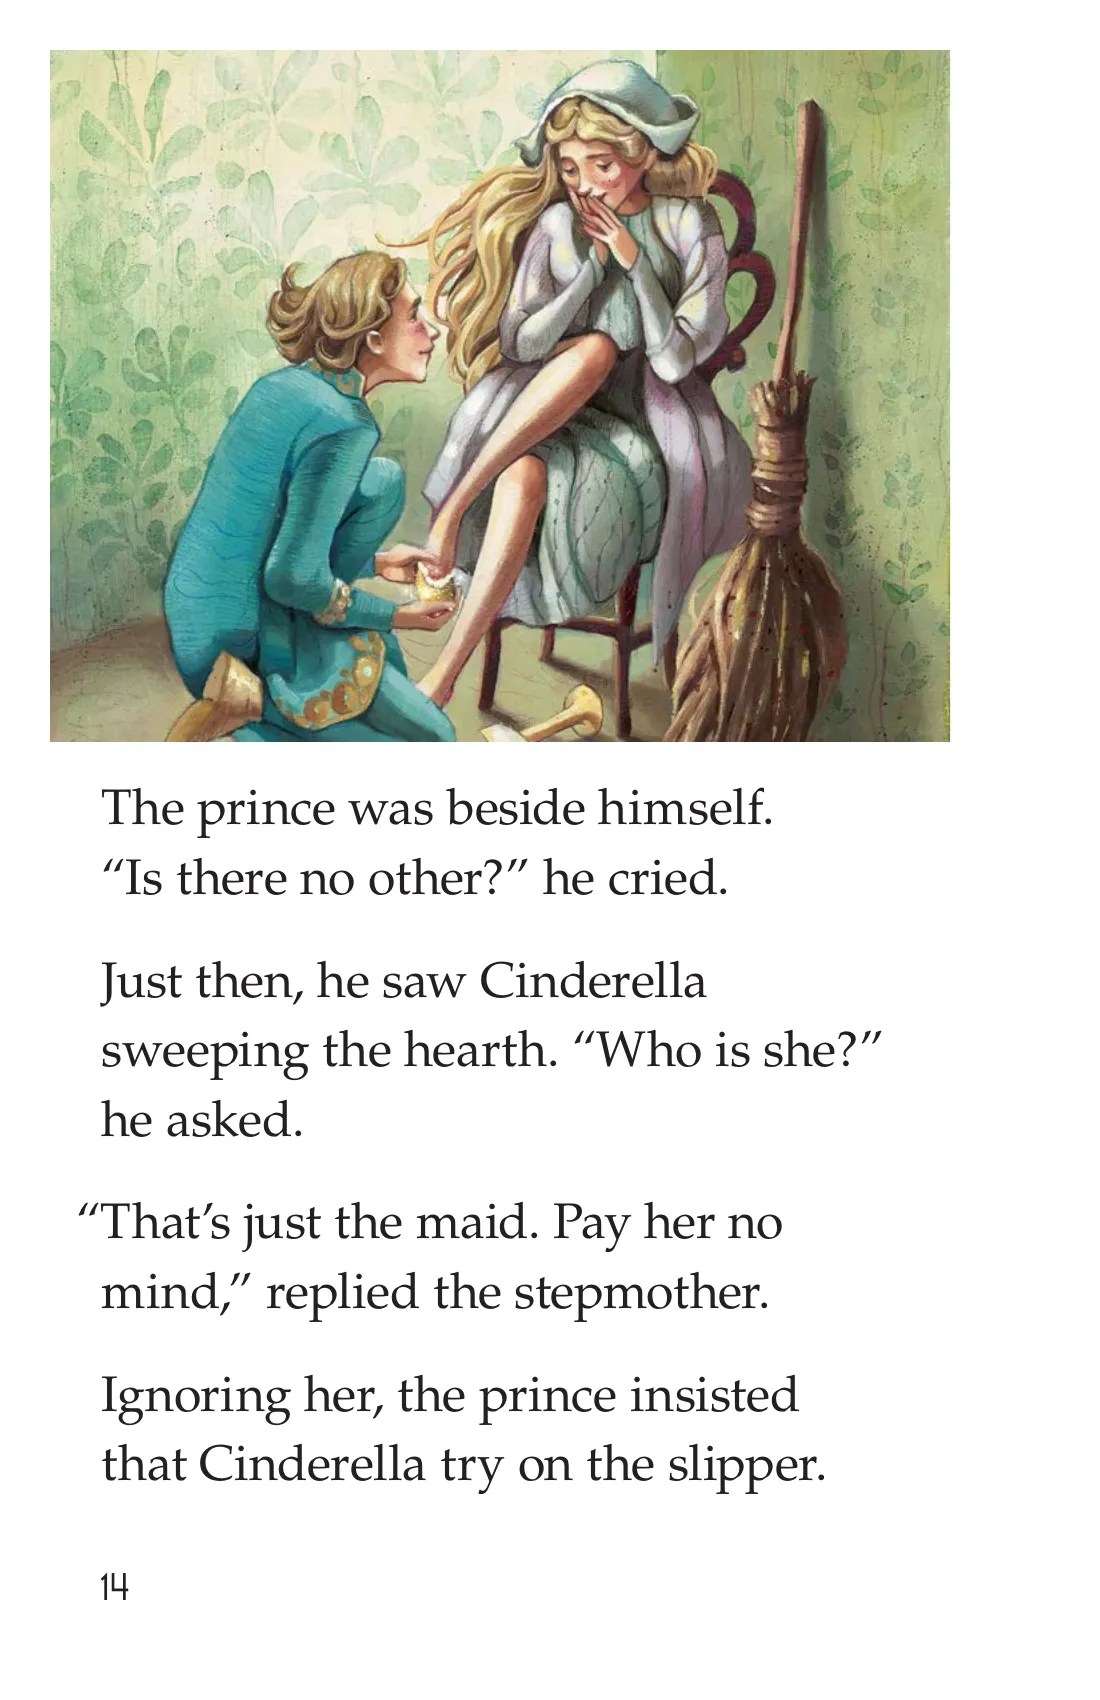 The prince was beside himself.
“Is there no other?” he cried.
Just then, he saw Cinderella
sweeping the hearth. “Who is she?”
he asked.
“That’s just the maid. Pay her no
mind,” replied the stepmother.
Ignoring her, the prince insisted
that Cinderella try on the slipper.
14